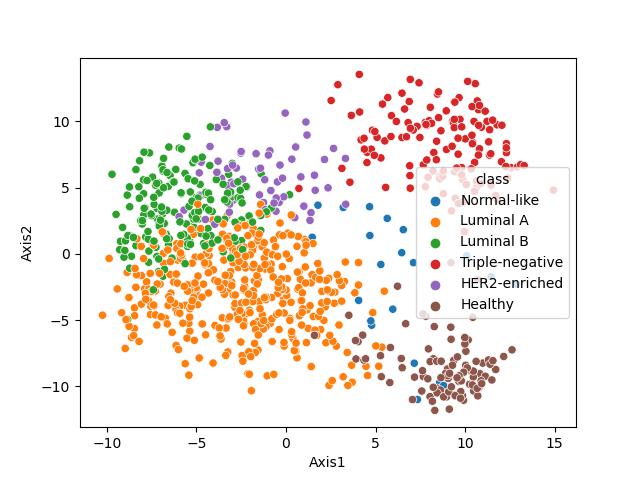 10
5
0
−5
−10
Axis2
class
Normal-like
Luminal A
Luminal B
Triple-negative
HER2-enriched
Healthy
−10 −5 0 5 10 15
Axis1